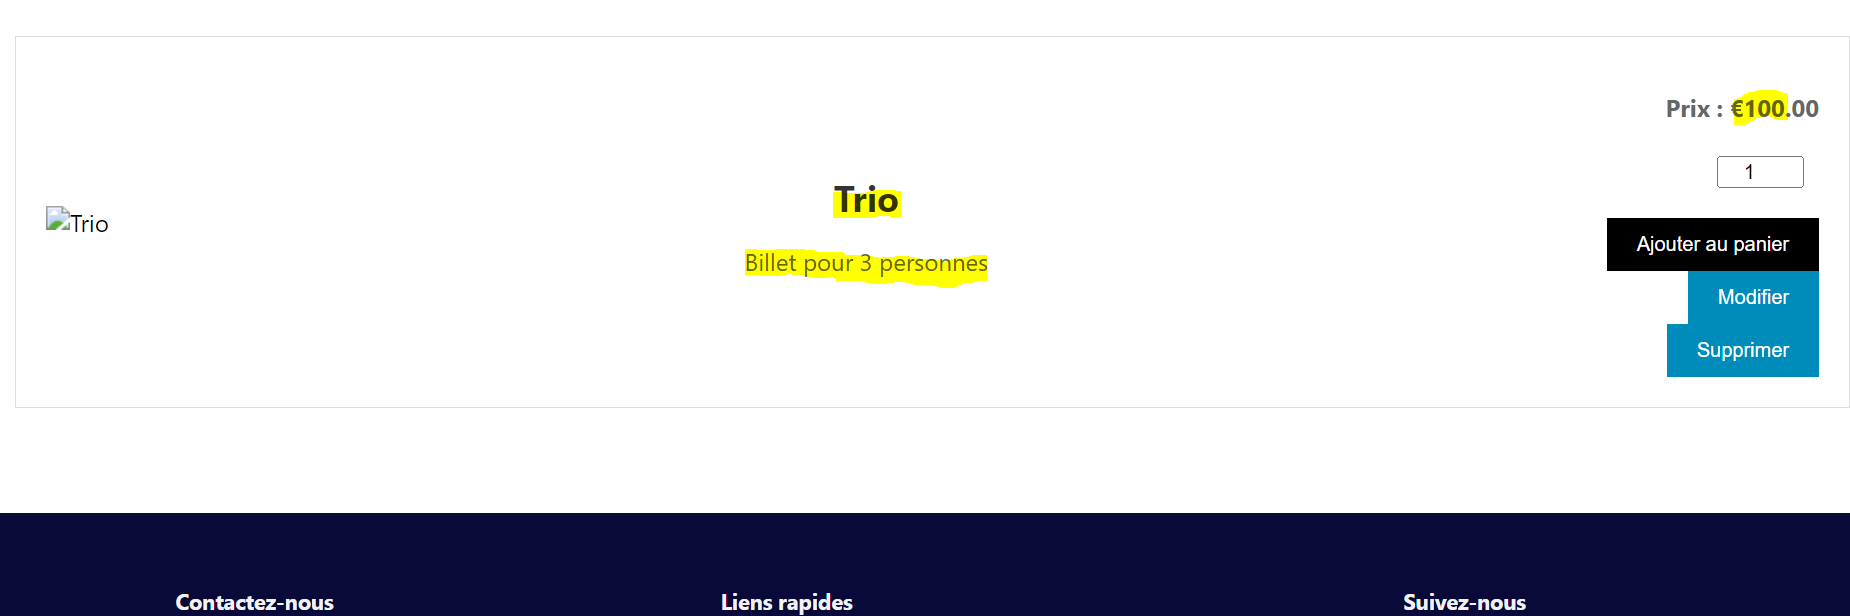 Prix : €100.00
1
Trio
Trio
Billet pour 3 personnes
Ajouter au panier
Modifier
Supprimer
Contactez-nous
Liens rapides
Suivez-nous